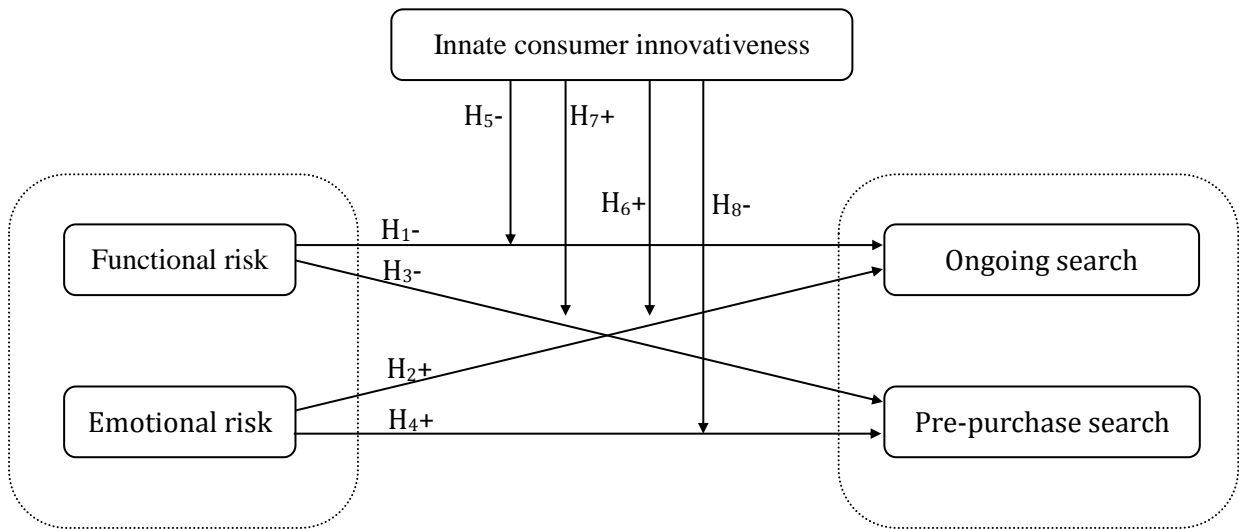 Innate consumer innovativeness
H₅-
H₇+
H₆+
H₈-
H₁-
Functional risk
H₃-
Ongoing search
H₂+
Emotional risk
H₄+
Pre-purchase search